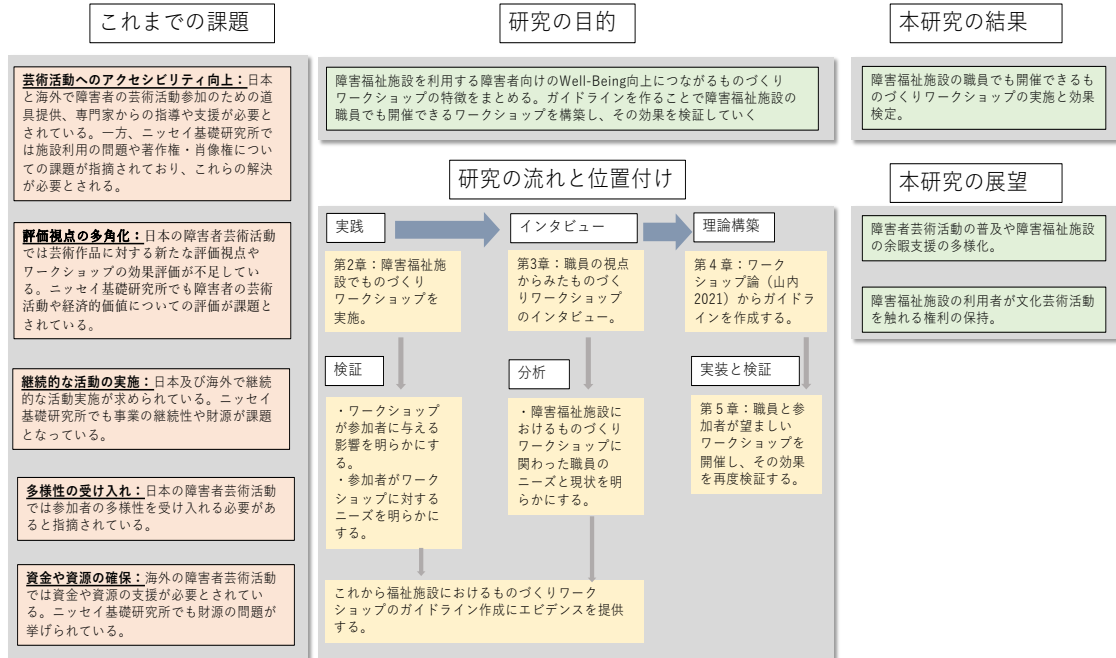 これまでの課題
芸術活動へのアクセシビリティ向上：日本
と海外で障害者の芸術活動参加のための道
具提供、専門家からの指導や支援が必要と
されている。一方、ニッセイ基礎研究所で
は施設利用の問題や著作権・肖像権につい
ての課題が指摘されており、これらの解決
が必要とされる。
評価視点の多角化：日本の障害者芸術活動
では芸術作品に対する新たな評価視点や
ワークショップの効果評価が不足してい
る。ニッセイ基礎研究所でも障害者の芸術
活動や経済的価値についての評価が課題と
されている。
継続的な活動の実施：日本及び海外で継続
的な活動実施が求められている。ニッセイ
基礎研究所でも事業の継続性や財源が課題
となっている。
多様性の受け入れ：日本の障害者芸術活動
では参加者の多様性を受け入れる必要があ
ると指摘されている。
資金や資源の確保：海外の障害者芸術活動
では資金や資源の支援が必要とされてい
る。ニッセイ基礎研究所でも財源の問題が
挙げられている。
研究の目的
障害福祉施設を利用する障害者向けのWell-Being向上につながるものづくり
ワークショップの特徴をまとめる。ガイドラインを作ることで障害福祉施設の
職員でも開催できるワークショップを構築し、その効果を検証していく
研究の流れと位置付け
実践
インタビュー
理論構築
第2章：障害福祉施
設でものづくり
ワークショップを
実施。
第3章：職員の視点
からみたものづく
りワークショップ
のインタビュー。
第４章：ワーク
ショップ論（山内
2021）からガイドラ
インを作成する。
検証
分析
実装と検証
・ワークショップ
が参加者に与える
影響を明らかにす
る。
・参加者がワーク
ショップに対する
ニーズを明らかに
する。
・障害福祉施設に
おけるものづくり
ワークショップに
関わった職員の
ニーズと現状を明
らかにする。
第５章：職員と参
加者が望ましい
ワークショップを
開催し、その効果
を再度検証する。
これから福祉施設におけるものづくりワーク
ショップのガイドライン作成にエビデンスを提供
する。
本研究の結果
障害福祉施設の職員でも開催できるも
のづくりワークショップの実施と効果
検定。
本研究の展望
障害者芸術活動の普及や障害福祉施設
の余暇支援の多様化。
障害福祉施設の利用者が文化芸術活動
を触れる権利の保持。